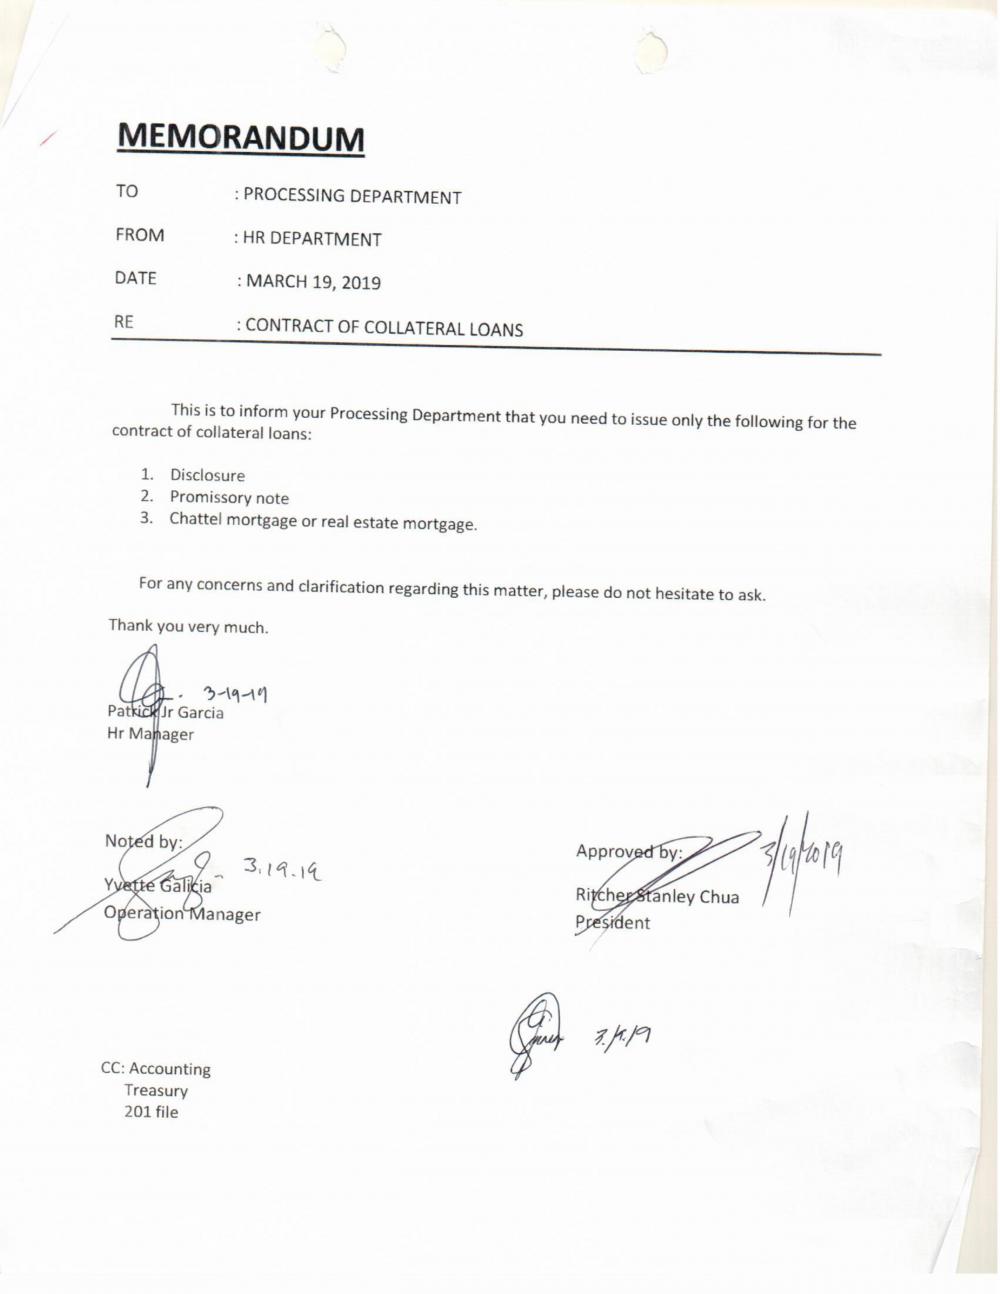 MEMORANDUM
TO : PROCESSING DEPARTMENT
FROM : HR DEPARTMENT
DATE : MARCH 19, 2019
RE : CONTRACT OF COLLATERAL LOANS
This is to inform your Processing Department that you need to issue only the following for the
contract of collateral loans:
1. Disclosure
2. Promissory note
3. Chattel mortgage or real estate mortgage.
For any concerns and clarification regarding this matter, please do not hesitate to ask.
Thank you very much.
3-19-19
Patrick Jr Garcia
Hr Manager
Noted by:
3.19.19
Yvette Galicia
Operation Manager
Approved by: 3/19/2019
Ritcher Stanley Chua
President
CC: Accounting
Treasury
201 file